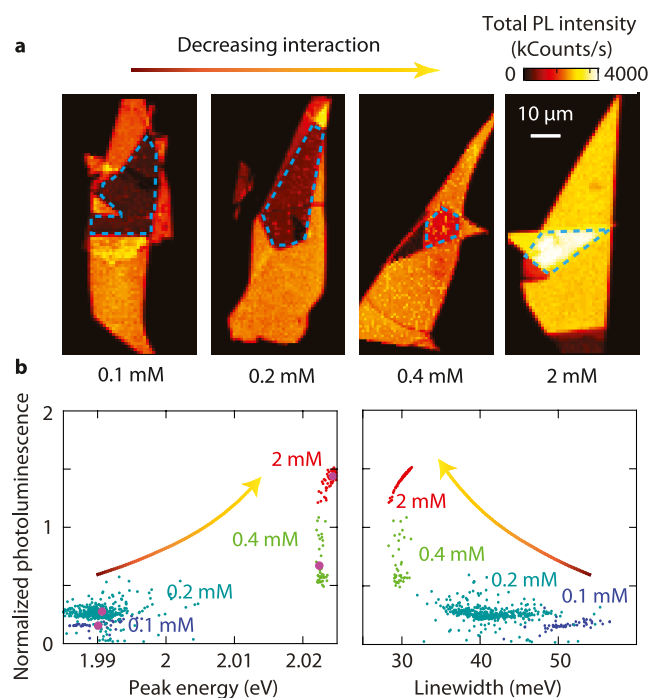 a
Decreasing interaction
Total PL intensity
(kCounts/s)
0 4000
10 µm
0.1 mM 0.2 mM 0.4 mM 2 mM
b
Normalized photoluminescence
2
1
0
2 mM
0.4 mM
0.2 mM
0.1 mM
1.99 2 2.01 2.02
Peak energy (eV)
2 mM
0.4 mM
0.2 mM
0.1 mM
30 40 50
Linewidth (meV)